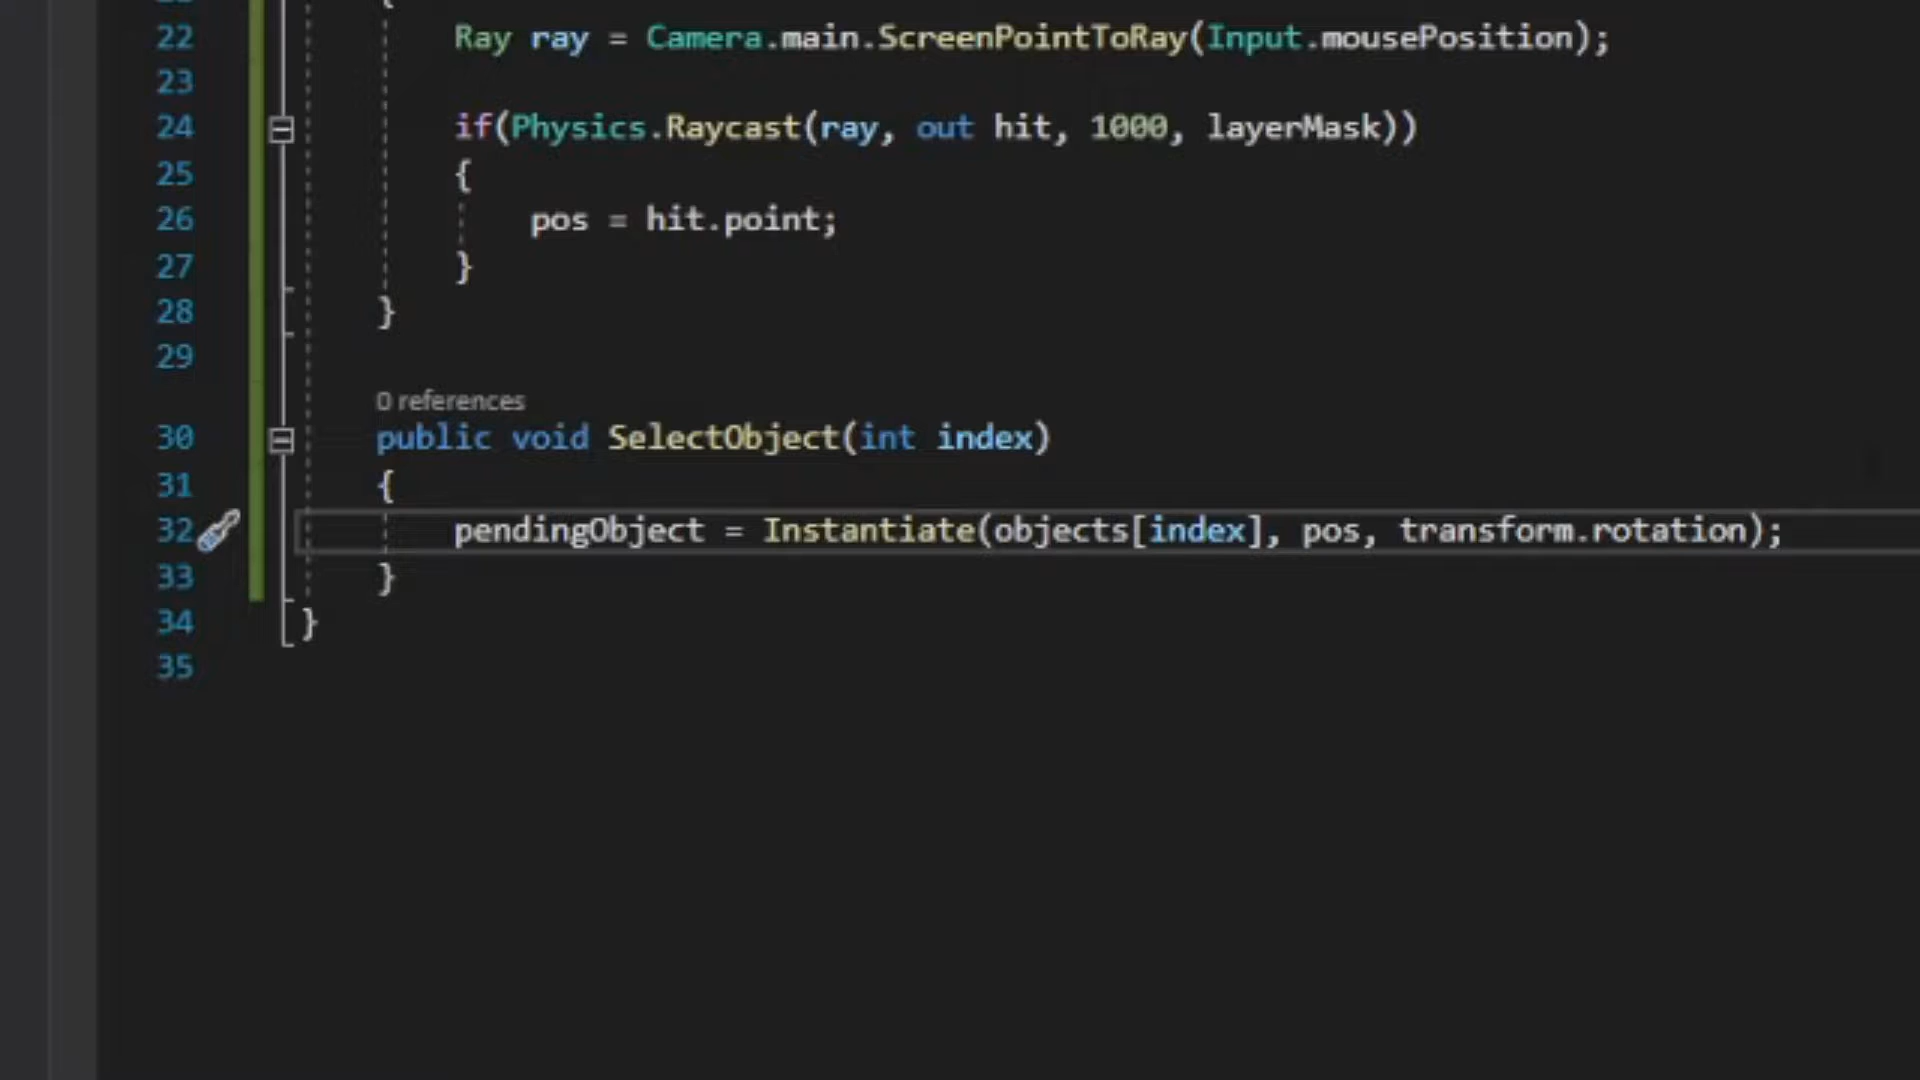 {
22 Ray ray = Camera.main.ScreenPointToRay(Input.mousePosition);
23
24 if(Physics.Raycast(ray, out hit, 1000, layerMask))
25 {
26 pos = hit.point;
27 }
28 }
29
0 references
30 public void SelectObject(int index)
31 {
32 pendingObject = Instantiate(objects[index], pos, transform.rotation);
33 }
34 }
35